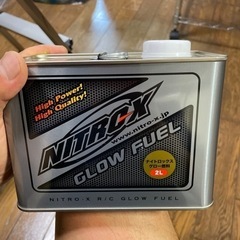 High Power!
High Quality!
NITRO-X
www.nitro-x.jp
GLOW FUEL
ナイトロックス
グロー燃料
2L
NITRO-X R/C GLOW FUEL